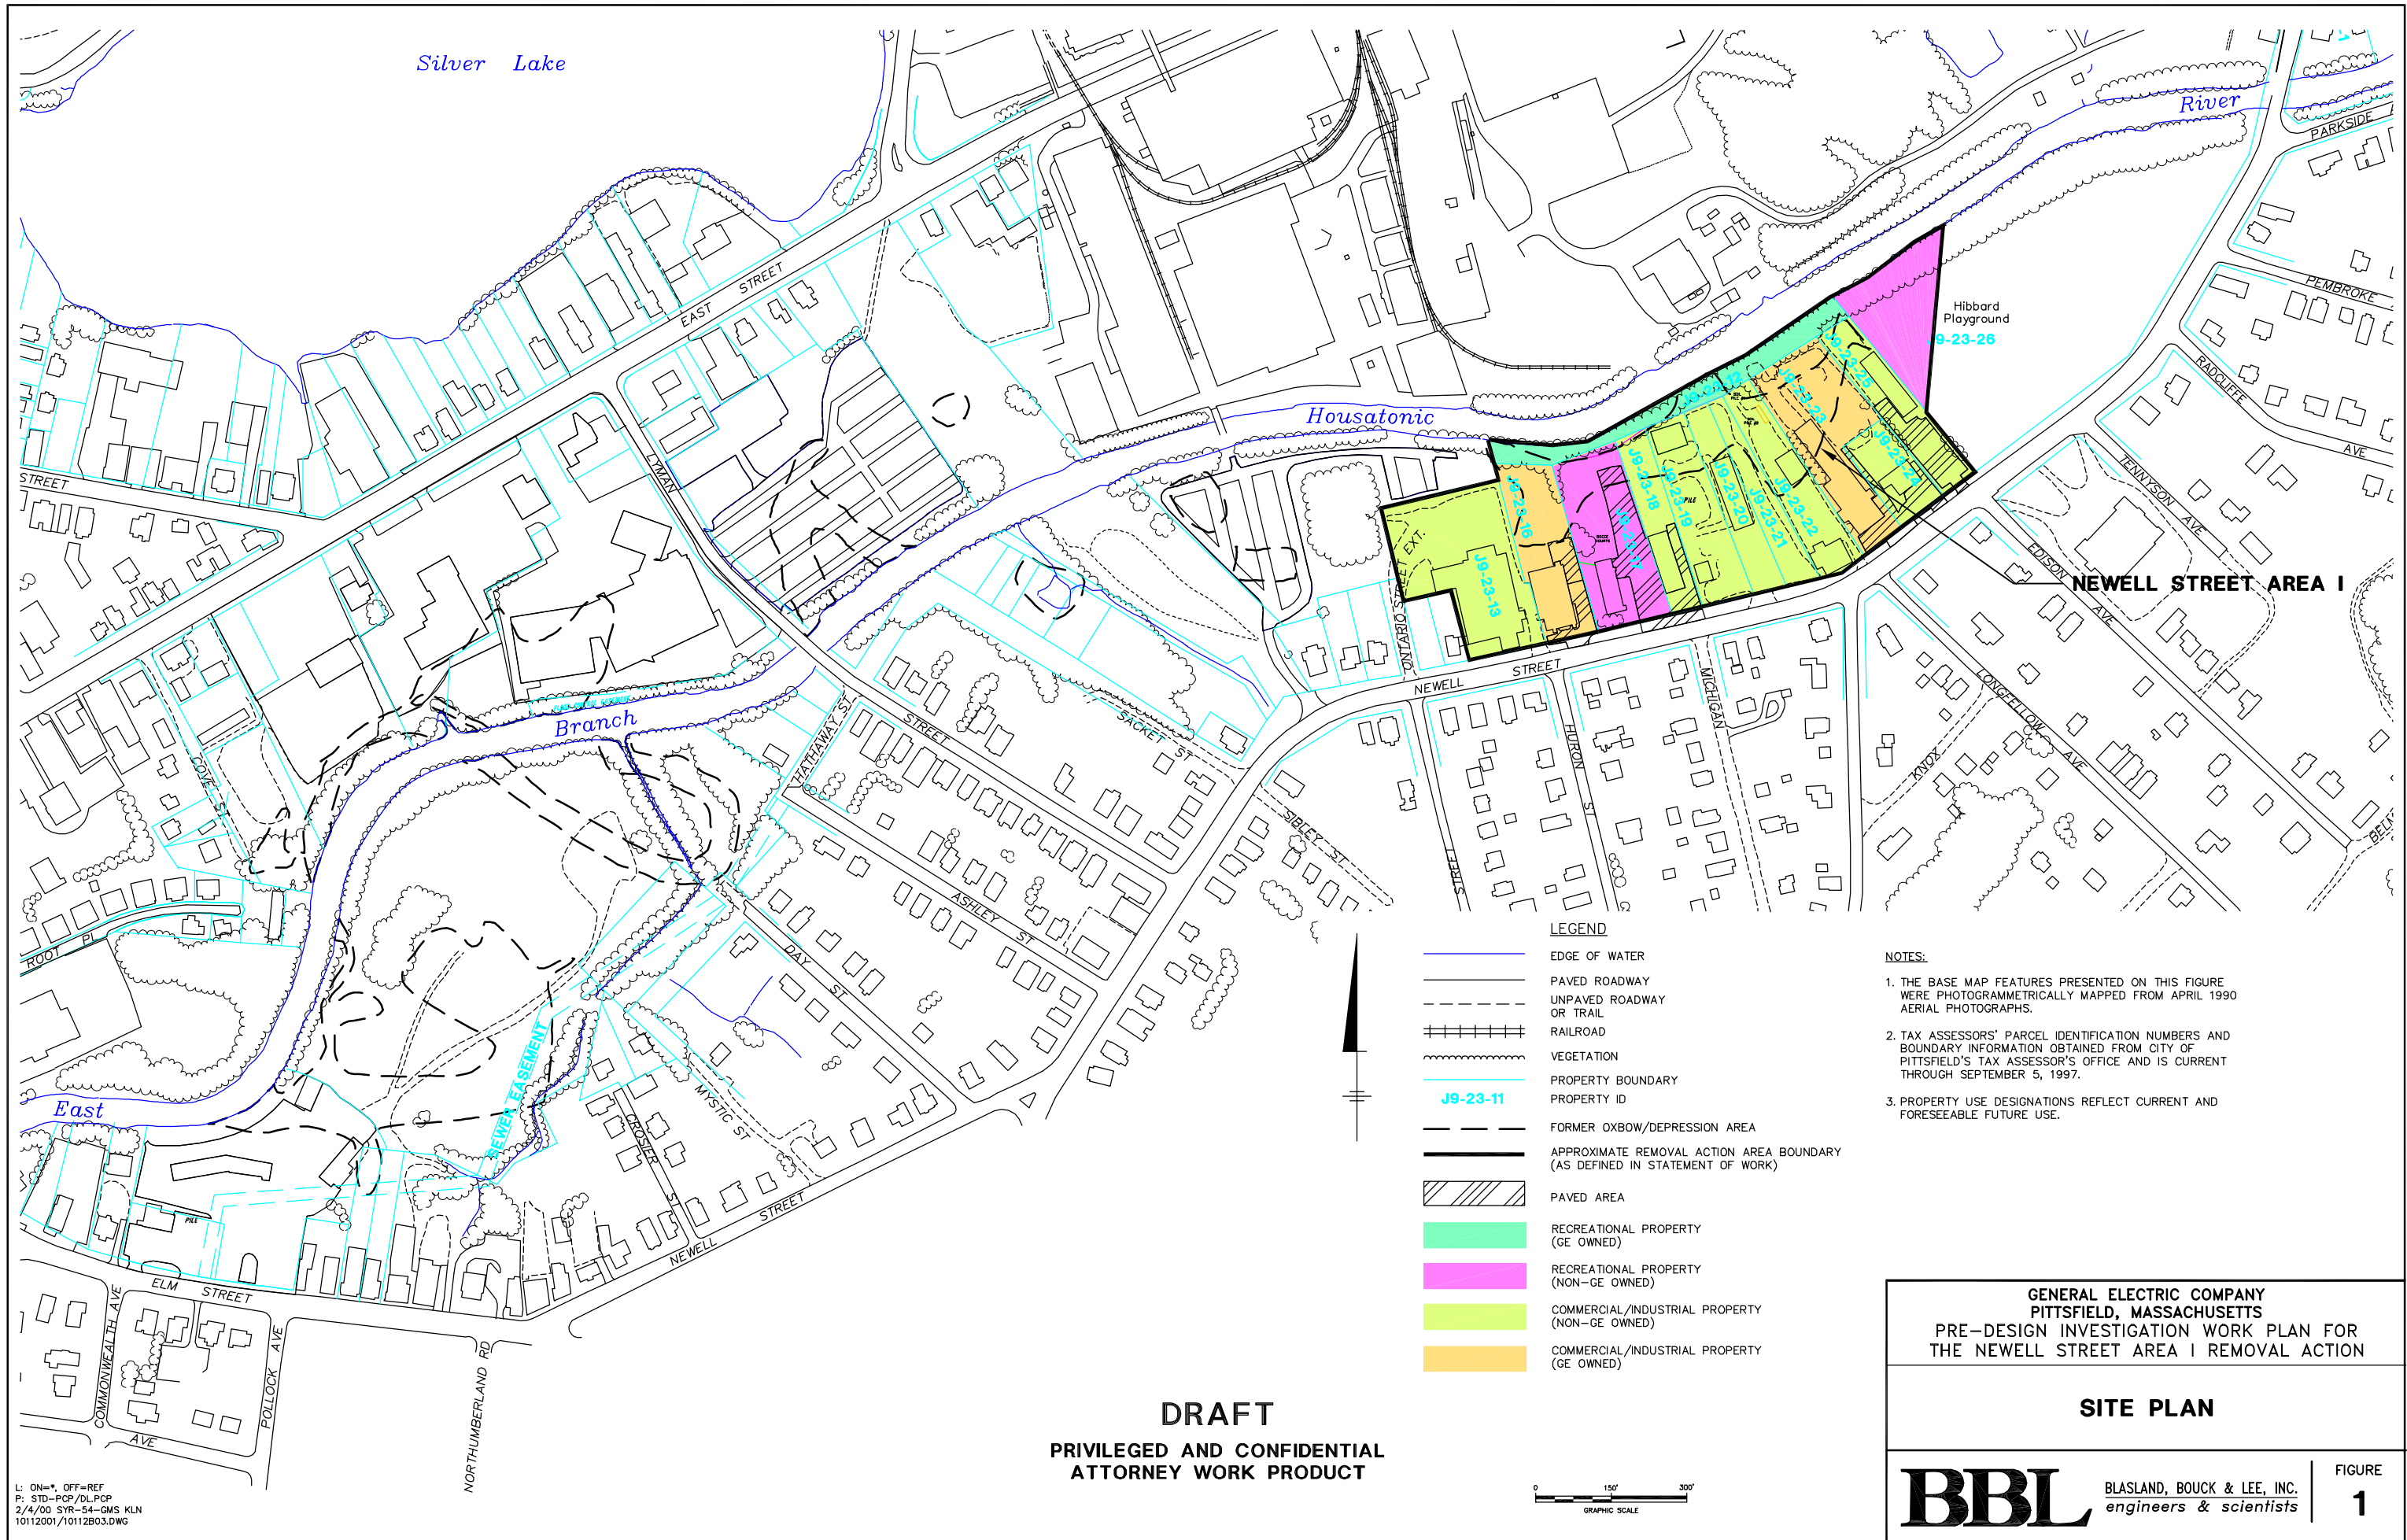 Silver Lake
River
PARKSIDE
PEMBROKE
Hibbard
Playground
J9-23-26
RADCLIFFE
AVE
EAST STREET
STREET
LYMAN
Housatonic
J9-23-12
J9-23-25
J9-23-23
J9-23-24
J9-23-16
J9-23-17
J9-23-18
J9-23-19
J9-23-20
J9-23-21
J9-23-22
J9-23-13
PILE
BOCCE
COURTS
EXT.
TENNYSON AVE
EDISON
AVE
NEWELL STREET AREA I
ONTARIO ST
NEWELL STREET
MICHIGAN
HURON
ST
STREET
LONGFELLOW
AVE
KNOX
Branch
HATHAWAY ST
STREET
SACKET ST
SIBLEY ST
COVE ST
ASHLEY ST
DAY
ST
ROOT PL
East
SEWER EASEMENT
MYSTIC ST
CROSIER
ST
NEWELL
STREET
PILE
ELM STREET
COMMONWEALTH AVE
POLLOCK AVE
AVE
NORTHUMBERLAND RD
LEGEND
EDGE OF WATER
PAVED ROADWAY
UNPAVED ROADWAY
OR TRAIL
RAILROAD
VEGETATION
PROPERTY BOUNDARY
J9-23-11 PROPERTY ID
FORMER OXBOW/DEPRESSION AREA
APPROXIMATE REMOVAL ACTION AREA BOUNDARY
(AS DEFINED IN STATEMENT OF WORK)
PAVED AREA
RECREATIONAL PROPERTY
(GE OWNED)
RECREATIONAL PROPERTY
(NON-GE OWNED)
COMMERCIAL/INDUSTRIAL PROPERTY
(NON-GE OWNED)
COMMERCIAL/INDUSTRIAL PROPERTY
(GE OWNED)
NOTES:
1. THE BASE MAP FEATURES PRESENTED ON THIS FIGURE
WERE PHOTOGRAMMETRICALLY MAPPED FROM APRIL 1990
AERIAL PHOTOGRAPHS.
2. TAX ASSESSORS' PARCEL IDENTIFICATION NUMBERS AND
BOUNDARY INFORMATION OBTAINED FROM CITY OF
PITTSFIELD'S TAX ASSESSOR'S OFFICE AND IS CURRENT
THROUGH SEPTEMBER 5, 1997.
3. PROPERTY USE DESIGNATIONS REFLECT CURRENT AND
FORESEEABLE FUTURE USE.
DRAFT
PRIVILEGED AND CONFIDENTIAL
ATTORNEY WORK PRODUCT
0 150' 300'
GRAPHIC SCALE
GENERAL ELECTRIC COMPANY
PITTSFIELD, MASSACHUSETTS
PRE-DESIGN INVESTIGATION WORK PLAN FOR
THE NEWELL STREET AREA I REMOVAL ACTION
SITE PLAN
BBL
BLASLAND, BOUCK & LEE, INC.
engineers & scientists
FIGURE
1
L: ON=*, OFF=REF
P: STD-PCP/DL.PCP
2/4/00 SYR-54-GMS KLN
10112001/10112B03.DWG